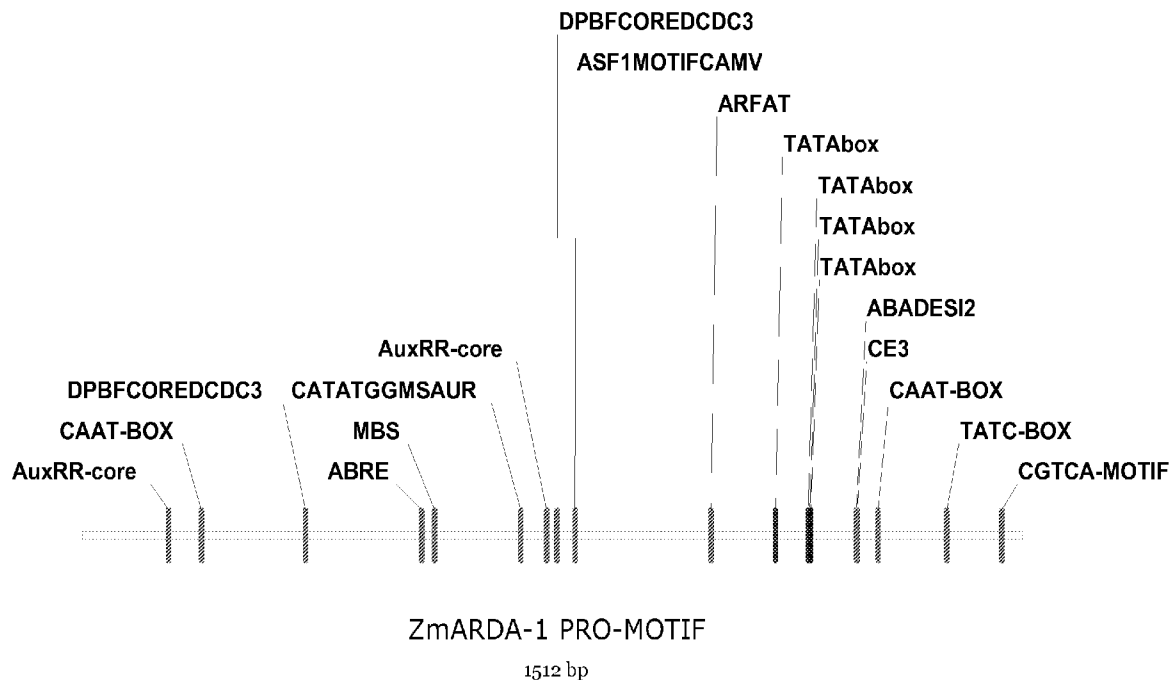 DPBFCOREDCDC3
ASF1MOTIFCAMV
ARFAT
TATAbox
TATAbox
TATAbox
TATAbox
ABADESI2
AuxRR-core CE3
DPBFCOREDCDC3 CATATGGMSAUR CAAT-BOX
CAAT-BOX MBS TATC-BOX
AuxRR-core ABRE CGTCA-MOTIF
ZmARDA-1 PRO-MOTIF
1512 bp